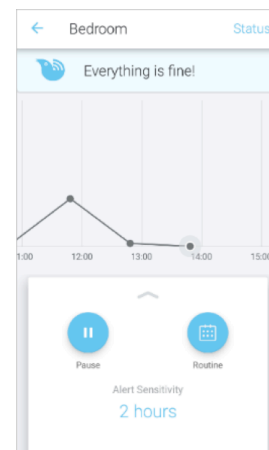 Bedroom Status
Everything is fine!
1:00 12:00 13:00 14:00 15:00
Pause Routine
Alert Sensitivity
2 hours